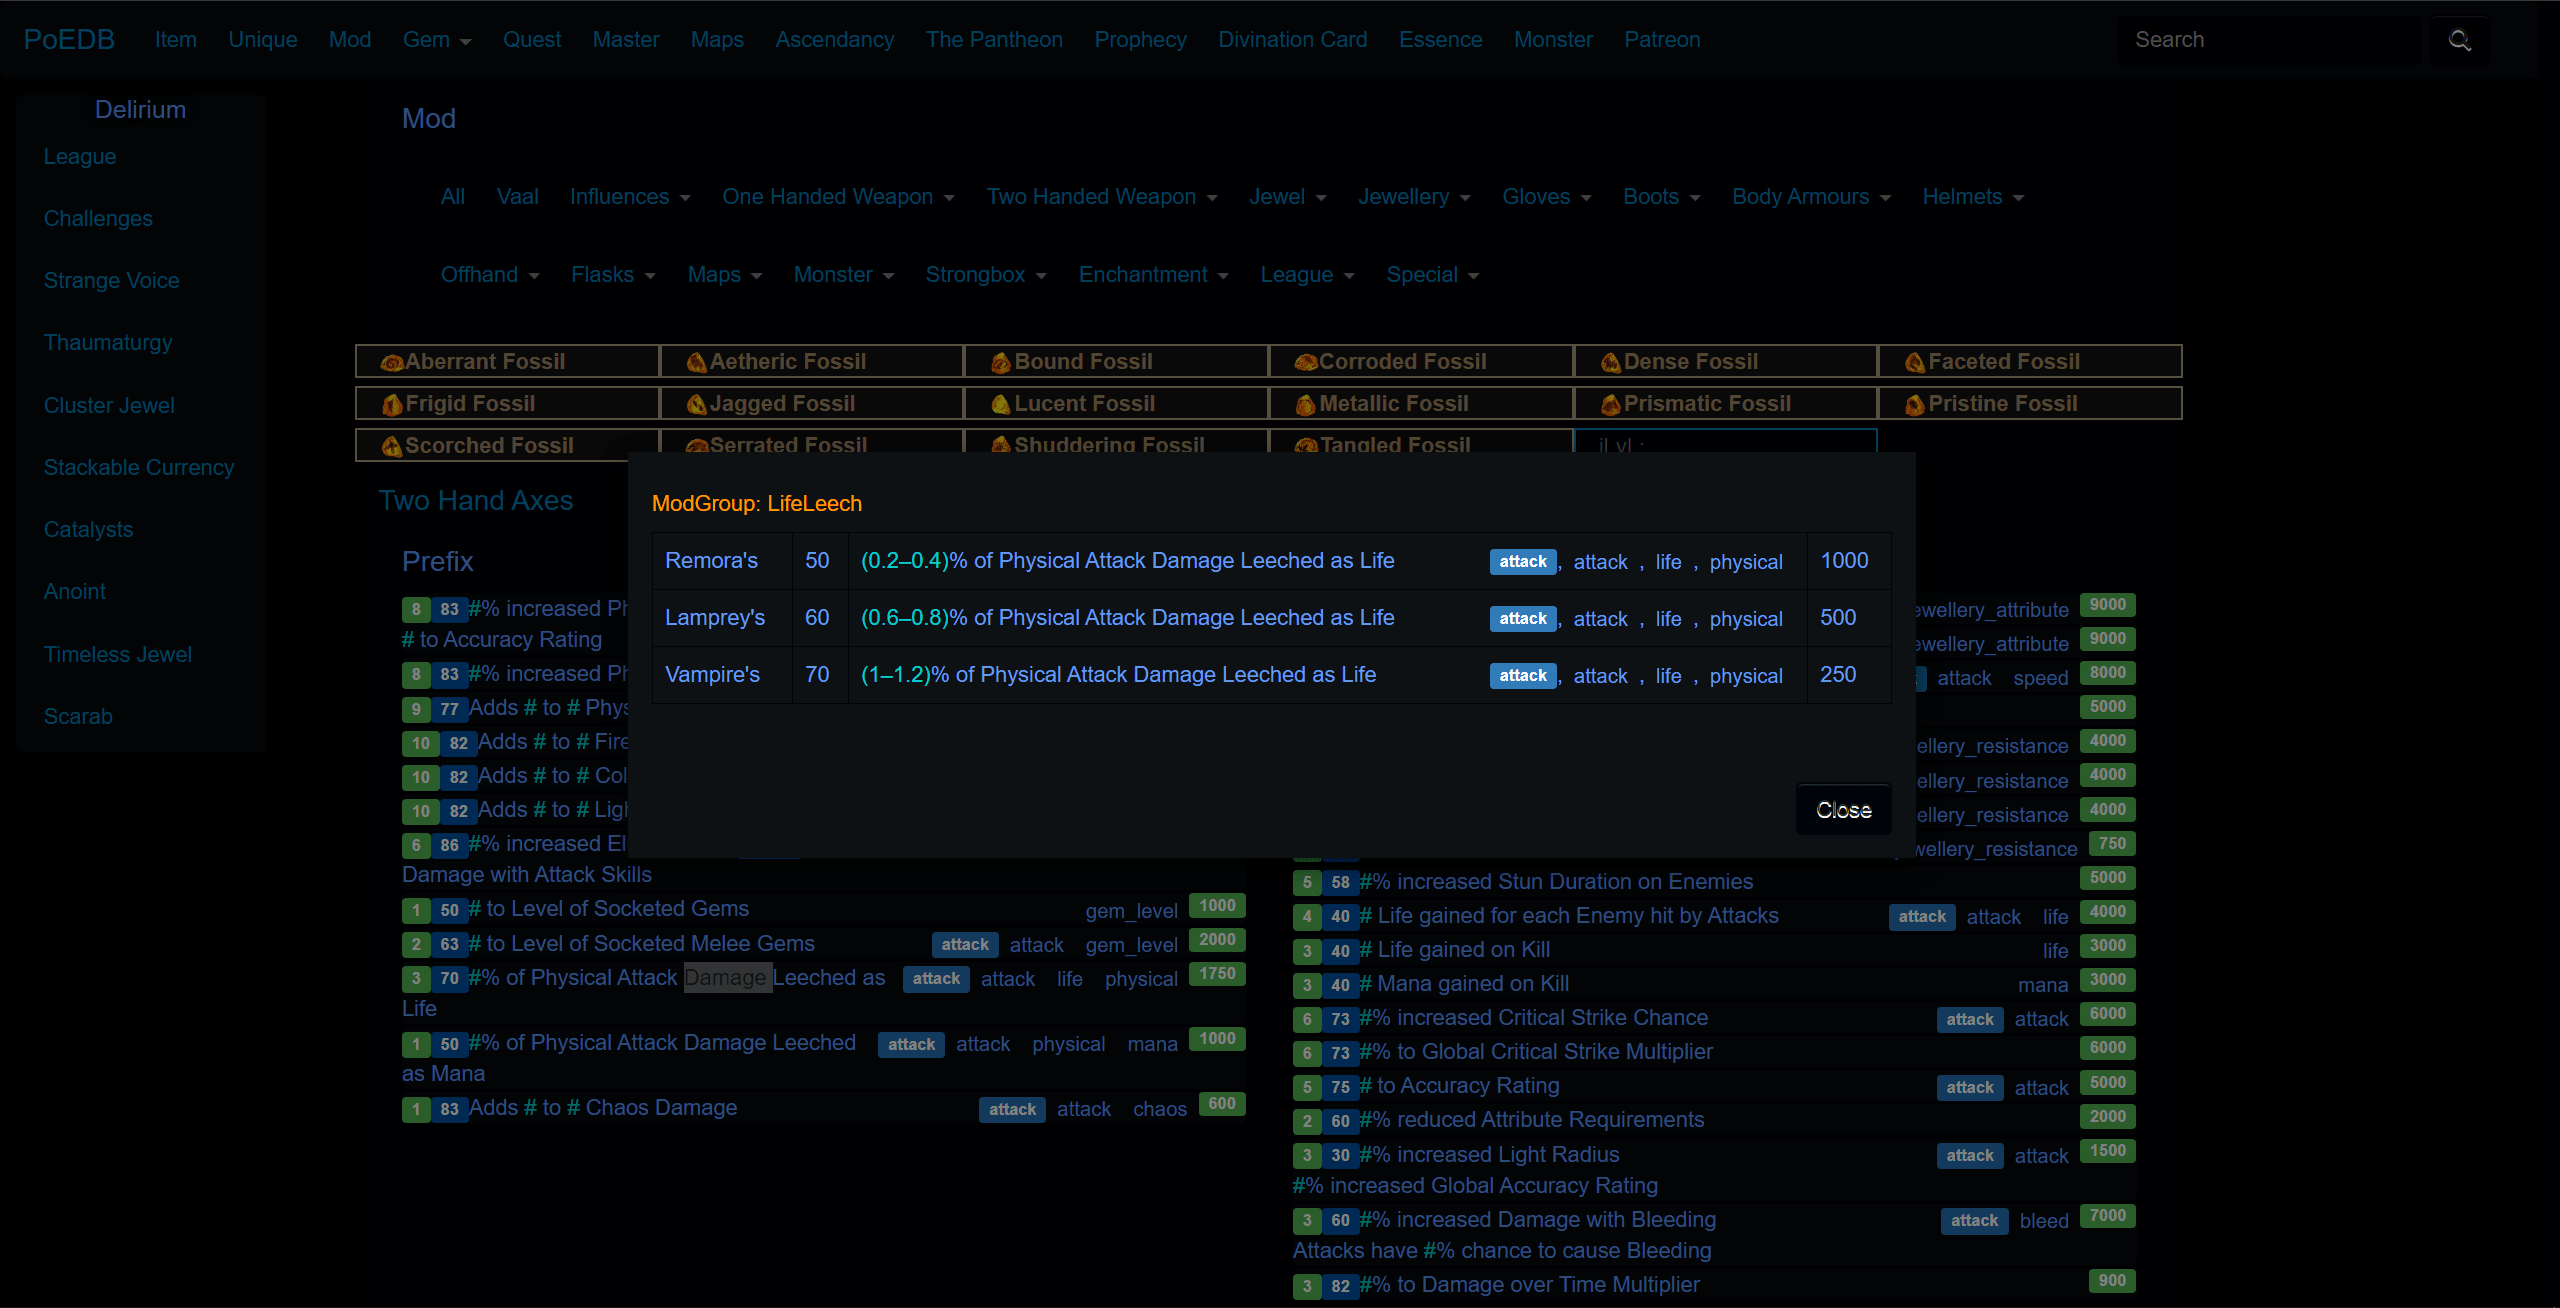 PoEDB Item Unique Mod Gem Quest Master Maps Ascendancy The Pantheon Prophecy Divination Card Essence Monster Patreon Search
Delirium
League
Challenges
Strange Voice
Thaumaturgy
Cluster Jewel
Stackable Currency
Catalysts
Anoint
Timeless Jewel
Scarab
Mod
All Vaal Influences One Handed Weapon Two Handed Weapon Jewel Jewellery Gloves Boots Body Armours Helmets
Offhand Flasks Maps Monster Strongbox Enchantment League Special
Aberrant Fossil Aetheric Fossil Bound Fossil Corroded Fossil Dense Fossil Faceted Fossil
Frigid Fossil Jagged Fossil Lucent Fossil Metallic Fossil Prismatic Fossil Pristine Fossil
Scorched Fossil Serrated Fossil Shuddering Fossil Tangled Fossil
Two Hand Axes
ModGroup: LifeLeech
Remora's 50 (0.2–0.4)% of Physical Attack Damage Leeched as Life attack, attack , life , physical 1000
Lamprey's 60 (0.6–0.8)% of Physical Attack Damage Leeched as Life attack, attack , life , physical 500
Vampire's 70 (1–1.2)% of Physical Attack Damage Leeched as Life attack, attack , life , physical 250
Close
Prefix
8 83 #% increased Ph
# to Accuracy Rating
8 83 #% increased Ph
9 77 Adds # to # Phys
10 82 Adds # to # Fire
10 82 Adds # to # Col
10 82 Adds # to # Ligh
6 86 #% increased El
Damage with Attack Skills
1 50 # to Level of Socketed Gems gem_level 1000
2 63 # to Level of Socketed Melee Gems attack attack gem_level 2000
3 70 #% of Physical Attack Damage Leeched as attack attack life physical 1750
Life
1 50 #% of Physical Attack Damage Leeched attack attack physical mana 1000
as Mana
1 83 Adds # to # Chaos Damage attack attack chaos 600
ewellery_attribute 9000
ewellery_attribute 9000
attack speed 8000
5000
ellery_resistance 4000
ellery_resistance 4000
ellery_resistance 4000
wellery_resistance 750
5 58 #% increased Stun Duration on Enemies 5000
4 40 # Life gained for each Enemy hit by Attacks attack attack life 4000
3 40 # Life gained on Kill life 3000
3 40 # Mana gained on Kill mana 3000
6 73 #% increased Critical Strike Chance attack attack 6000
6 73 #% to Global Critical Strike Multiplier 6000
5 75 # to Accuracy Rating attack attack 5000
2 60 #% reduced Attribute Requirements 2000
3 30 #% increased Light Radius attack attack 1500
#% increased Global Accuracy Rating
3 60 #% increased Damage with Bleeding attack bleed 7000
Attacks have #% chance to cause Bleeding
3 82 #% to Damage over Time Multiplier 900